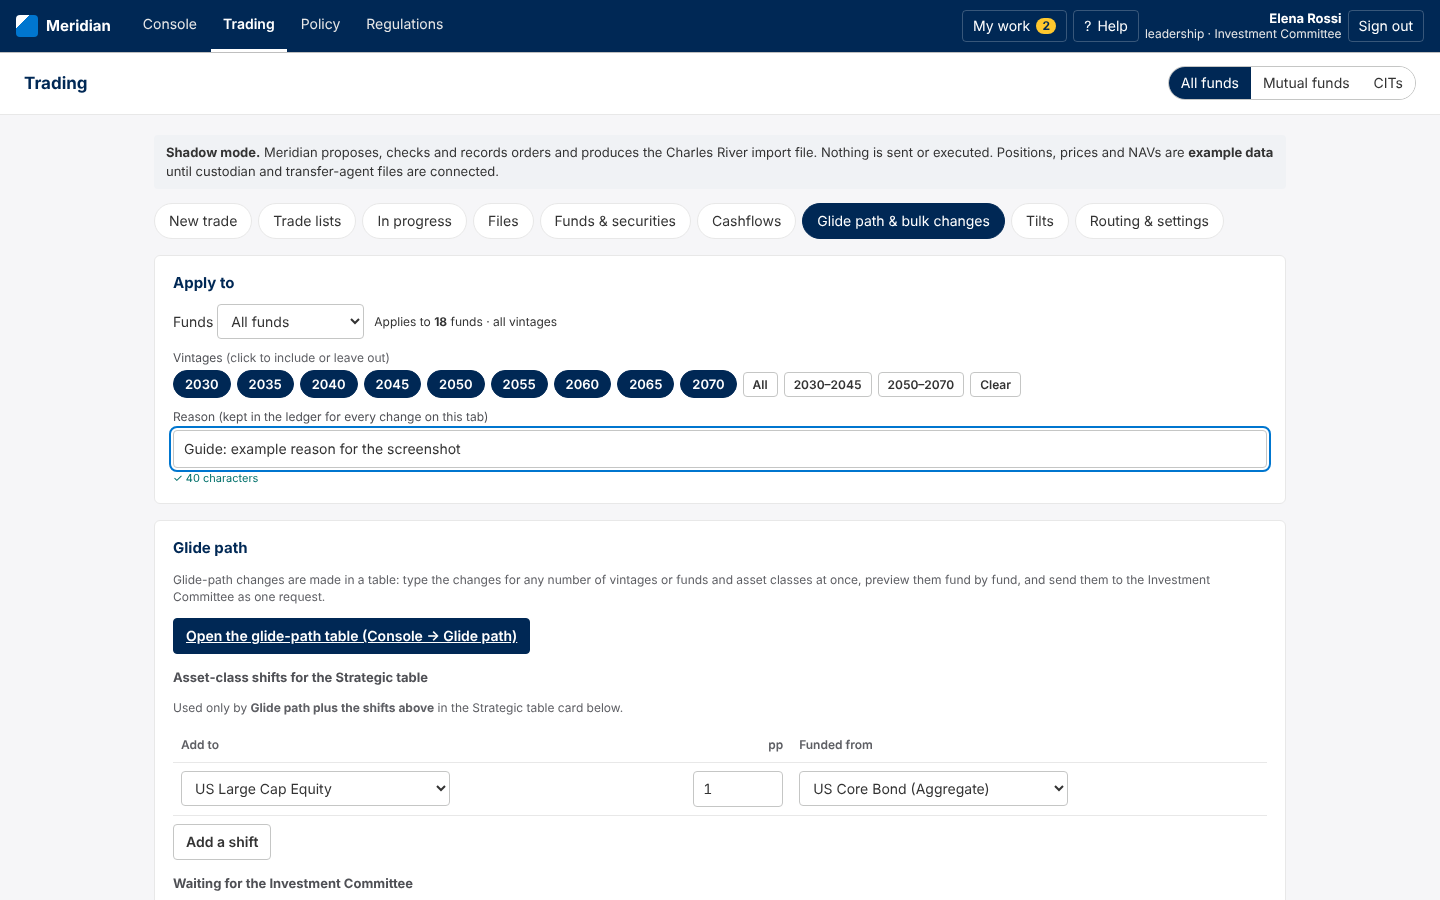 Meridian
Console
Trading
Policy
Regulations
My work 2
? Help
Elena Rossi
leadership · Investment Committee
Sign out
Trading
All funds
Mutual funds
CITs
Shadow mode. Meridian proposes, checks and records orders and produces the Charles River import file. Nothing is sent or executed. Positions, prices and NAVs are example data
until custodian and transfer-agent files are connected.
New trade
Trade lists
In progress
Files
Funds & securities
Cashflows
Glide path & bulk changes
Tilts
Routing & settings
Apply to
Funds
All funds
Applies to 18 funds · all vintages
Vintages (click to include or leave out)
2030
2035
2040
2045
2050
2055
2060
2065
2070
All
2030–2045
2050–2070
Clear
Reason (kept in the ledger for every change on this tab)
Guide: example reason for the screenshot
✓ 40 characters
Glide path
Glide-path changes are made in a table: type the changes for any number of vintages or funds and asset classes at once, preview them fund by fund, and send them to the Investment
Committee as one request.
Open the glide-path table (Console → Glide path)
Asset-class shifts for the Strategic table
Used only by Glide path plus the shifts above in the Strategic table card below.
Add to
pp
Funded from
US Large Cap Equity
1
US Core Bond (Aggregate)
Add a shift
Waiting for the Investment Committee